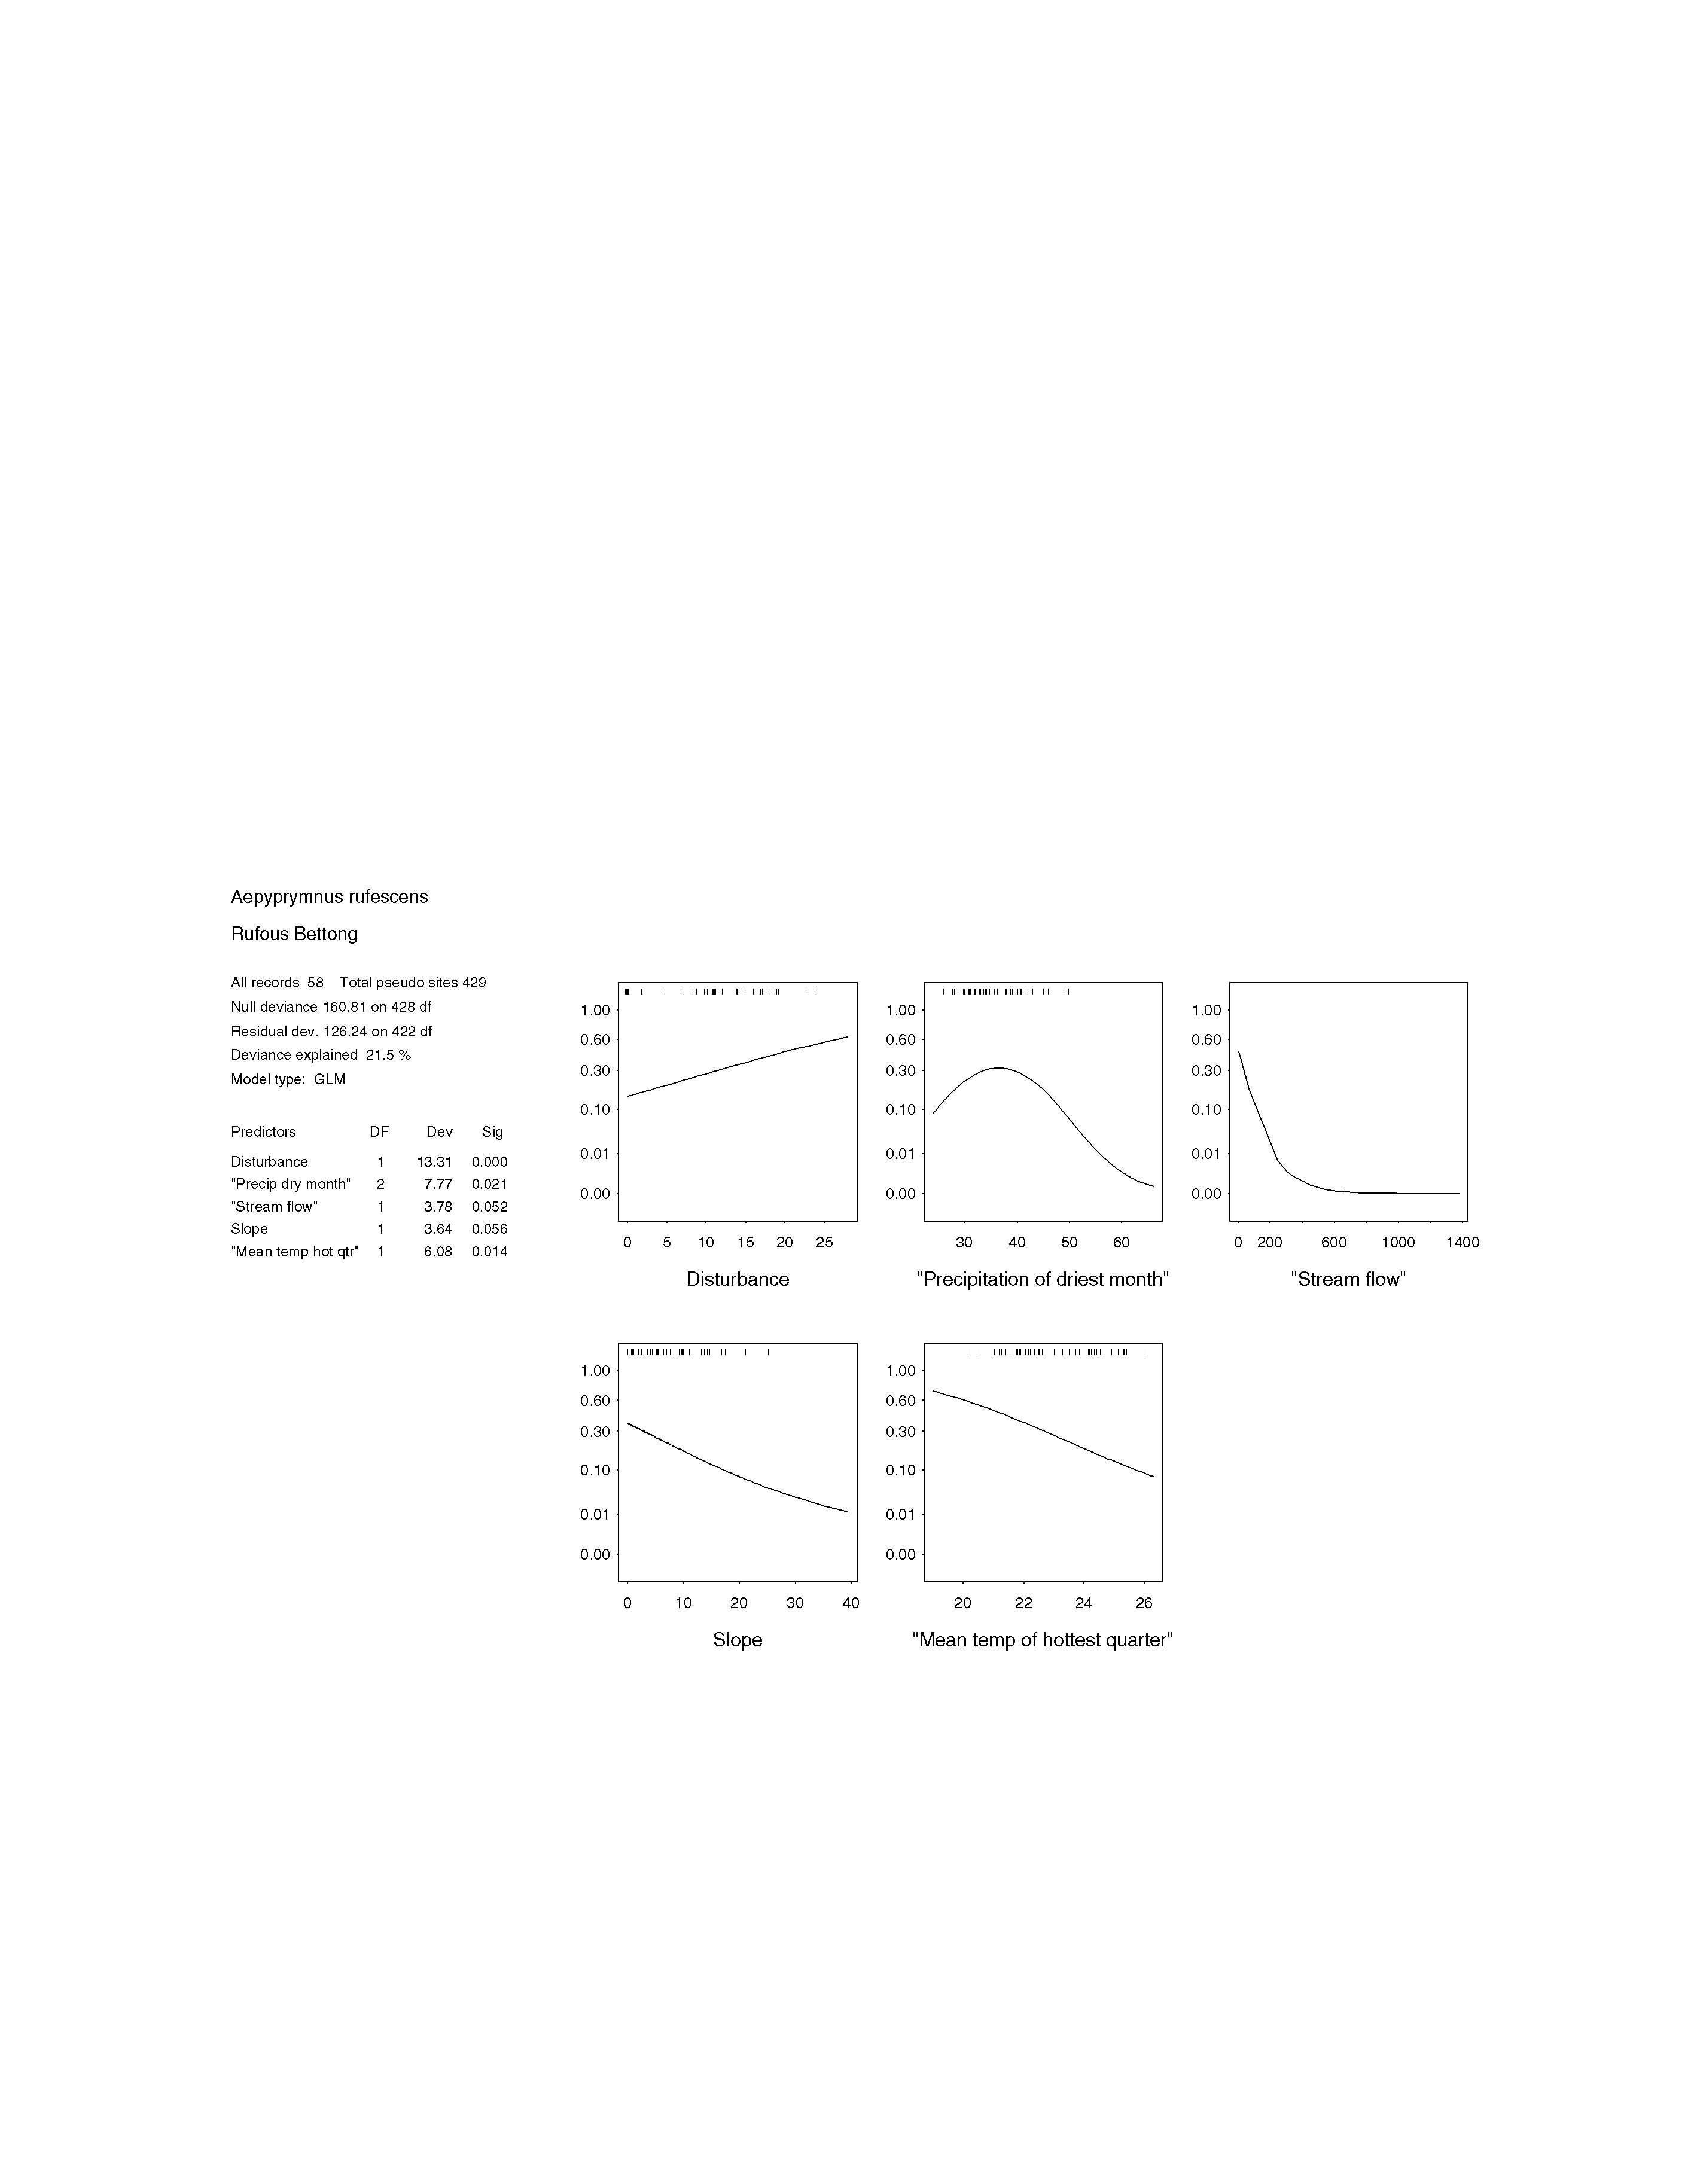 Aepyprymnus rufescens
Rufous Bettong
All records 58 Total pseudo sites 429
Null deviance 160.81 on 428 df
Residual dev. 126.24 on 422 df
Deviance explained 21.5 %
Model type: GLM
Predictors DF Dev Sig
Disturbance 1 13.31 0.000
"Precip dry month" 2 7.77 0.021
"Stream flow" 1 3.78 0.052
Slope 1 3.64 0.056
"Mean temp hot qtr" 1 6.08 0.014
1.00
0.60
0.30
0.10
0.01
0.00
0 5 10 15 20 25
Disturbance
1.00
0.60
0.30
0.10
0.01
0.00
30 40 50 60
"Precipitation of driest month"
1.00
0.60
0.30
0.10
0.01
0.00
0 200 600 1000 1400
"Stream flow"
1.00
0.60
0.30
0.10
0.01
0.00
0 10 20 30 40
Slope
1.00
0.60
0.30
0.10
0.01
0.00
20 22 24 26
"Mean temp of hottest quarter"